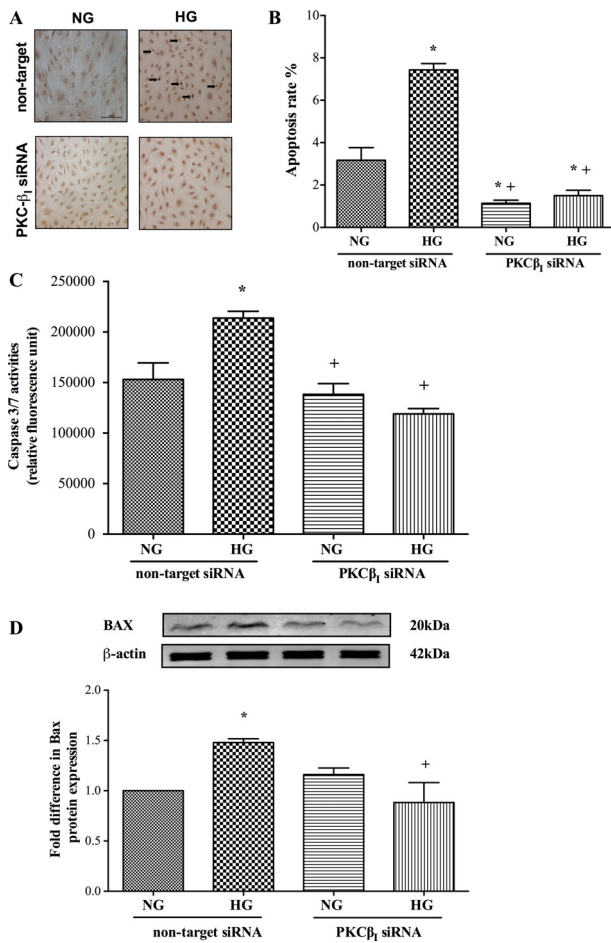 A
NG
HG
non-target
PKC-βI siRNA
B
Apoptosis rate %
8
6
4
2
0
*
* +
* +
NG
HG
NG
HG
non-target siRNA
PKCβI siRNA
C
Caspase 3/7 activities
(relative fluorescence unit)
250000
200000
150000
100000
50000
0
*
+
+
NG
HG
NG
HG
non-target siRNA
PKCβI siRNA
D
BAX
20kDa
β-actin
42kDa
Fold difference in Bax
protein expression
2.0
1.5
1.0
0.5
0.0
*
+
NG
HG
NG
HG
non-target siRNA
PKCβI siRNA